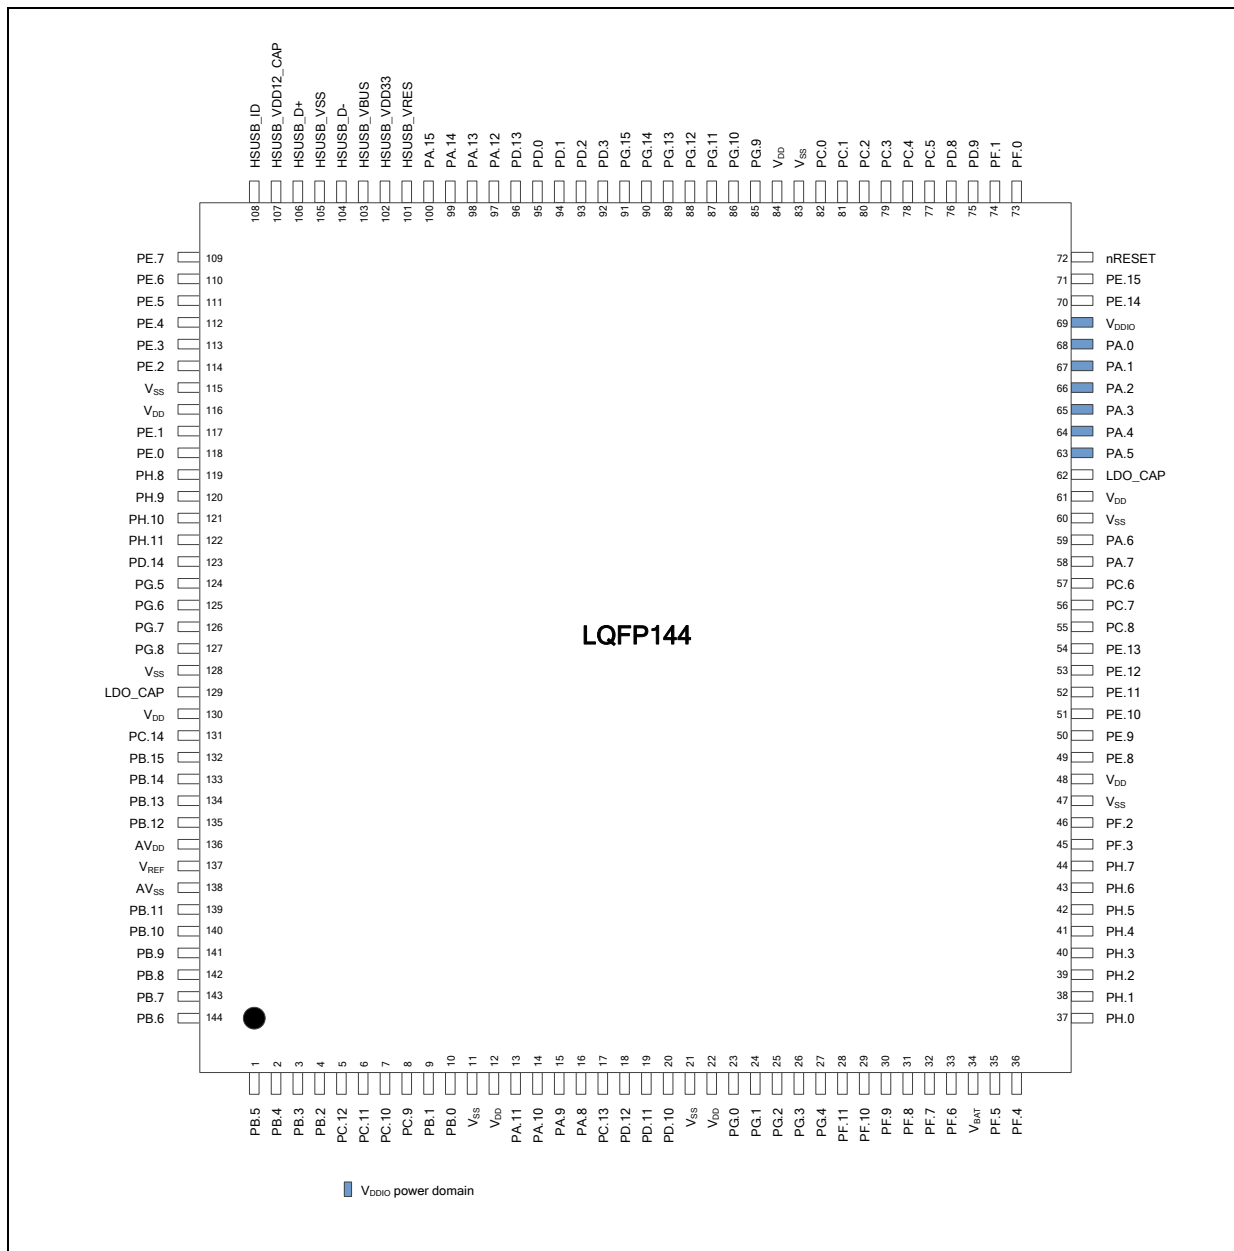 HSUSB_ID
HSUSB_VDD12_CAP
HSUSB_D+
HSUSB_VSS
HSUSB_D-
HSUSB_VBUS
HSUSB_VDD33
HSUSB_VRES
PA.15
PA.14
PA.13
PA.12
PD.13
PD.0
PD.1
PD.2
PD.3
PG.15
PG.14
PG.13
PG.12
PG.11
PG.10
PG.9
VDD
VSS
PC.0
PC.1
PC.2
PC.3
PC.4
PC.5
PD.8
PD.9
PF.1
PF.0
108 107 106 105 104 103 102 101 100 99 98 97 96 95 94 93 92 91 90 89 88 87 86 85 84 83 82 81 80 79 78 77 76 75 74 73
PE.7 109
PE.6 110
PE.5 111
PE.4 112
PE.3 113
PE.2 114
VSS 115
VDD 116
PE.1 117
PE.0 118
PH.8 119
PH.9 120
PH.10 121
PH.11 122
PD.14 123
PG.5 124
PG.6 125
PG.7 126
PG.8 127
VSS 128
LDO_CAP 129
VDD 130
PC.14 131
PB.15 132
PB.14 133
PB.13 134
PB.12 135
AVDD 136
VREF 137
AVSS 138
PB.11 139
PB.10 140
PB.9 141
PB.8 142
PB.7 143
PB.6 144
LQFP144
72 nRESET
71 PE.15
70 PE.14
69 VDDIO
68 PA.0
67 PA.1
66 PA.2
65 PA.3
64 PA.4
63 PA.5
62 LDO_CAP
61 VDD
60 VSS
59 PA.6
58 PA.7
57 PC.6
56 PC.7
55 PC.8
54 PE.13
53 PE.12
52 PE.11
51 PE.10
50 PE.9
49 PE.8
48 VDD
47 VSS
46 PF.2
45 PF.3
44 PH.7
43 PH.6
42 PH.5
41 PH.4
40 PH.3
39 PH.2
38 PH.1
37 PH.0
1 2 3 4 5 6 7 8 9 10 11 12 13 14 15 16 17 18 19 20 21 22 23 24 25 26 27 28 29 30 31 32 33 34 35 36
PB.5
PB.4
PB.3
PB.2
PC.12
PC.11
PC.10
PC.9
PB.1
PB.0
VSS
VDD
PA.11
PA.10
PA.9
PA.8
PC.13
PD.12
PD.11
PD.10
VSS
VDD
PG.0
PG.1
PG.2
PG.3
PG.4
PF.11
PF.10
PF.9
PF.8
PF.7
PF.6
VBAT
PF.5
PF.4
VDDIO power domain